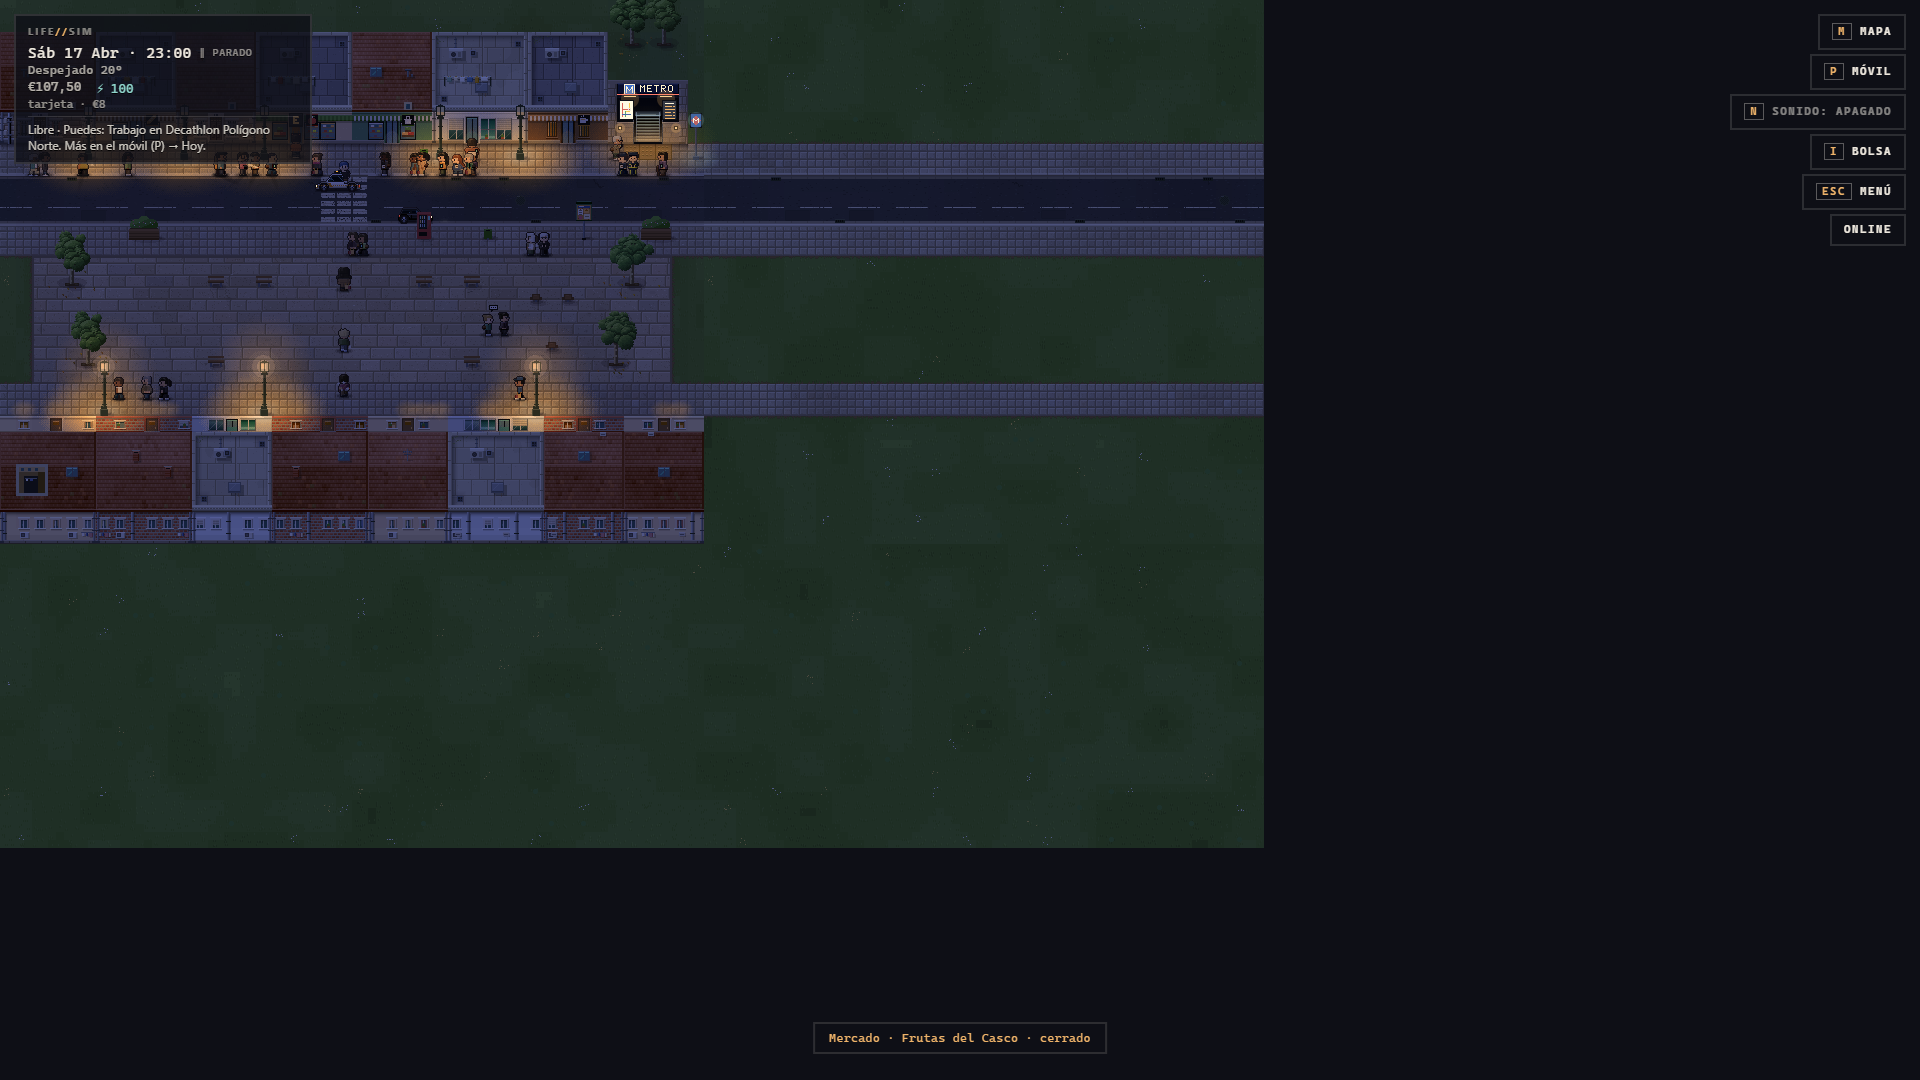 LIFE//SIM
Sáb 17 Abr · 23:00 PARADO
Despejado 20°
€107,50 ⚡ 100
tarjeta · €8
Libre · Puedes: Trabajo en Decathlon Polígono
Norte. Más en el móvil (P) → Hoy.
M METRO
M
M MAPA
P MÓVIL
N SONIDO: APAGADO
I BOLSA
ESC MENÚ
ONLINE
Mercado · Frutas del Casco · cerrado